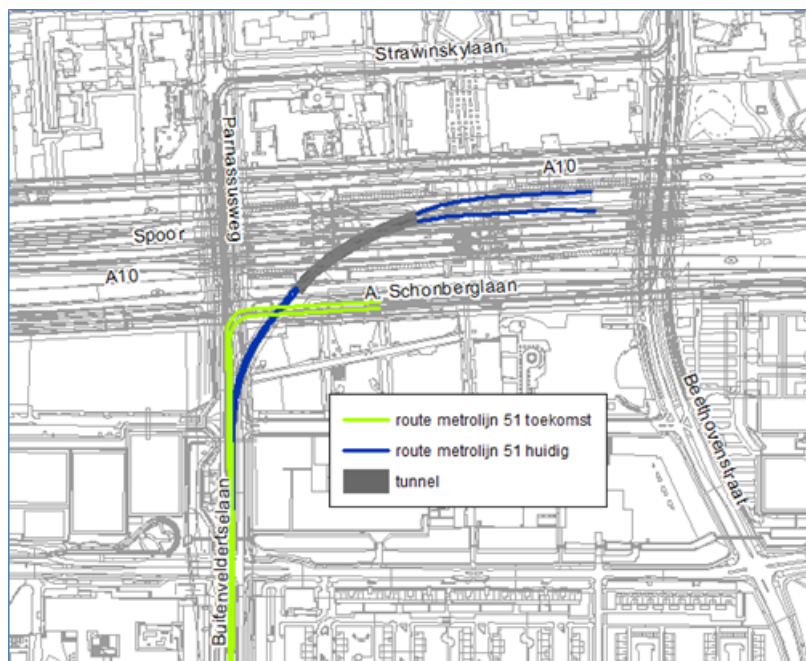 Strawinskylaan
Parnassusweg
A10
Spoor
A10
A. Schonberglaan
Beethovenstraat
route metrolijn 51 toekomst
route metrolijn 51 huidig
tunnel
Buitenveldertselaan